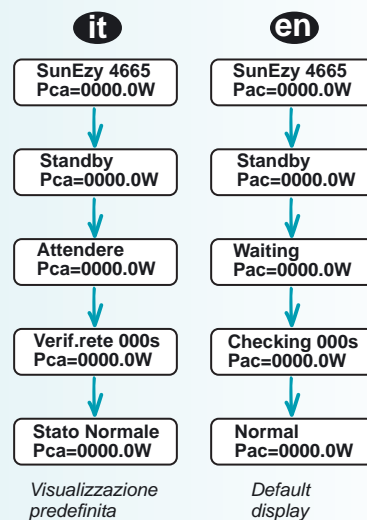 it
SunEzy 4665
Pca=0000.0W
Standby
Pca=0000.0W
Attendere
Pca=0000.0W
Verif.rete 000s
Pca=0000.0W
Stato Normale
Pca=0000.0W
Visualizzazione
predefinita
en
SunEzy 4665
Pac=0000.0W
Standby
Pac=0000.0W
Waiting
Pac=0000.0W
Checking 000s
Pac=0000.0W
Normal
Pac=0000.0W
Default
display